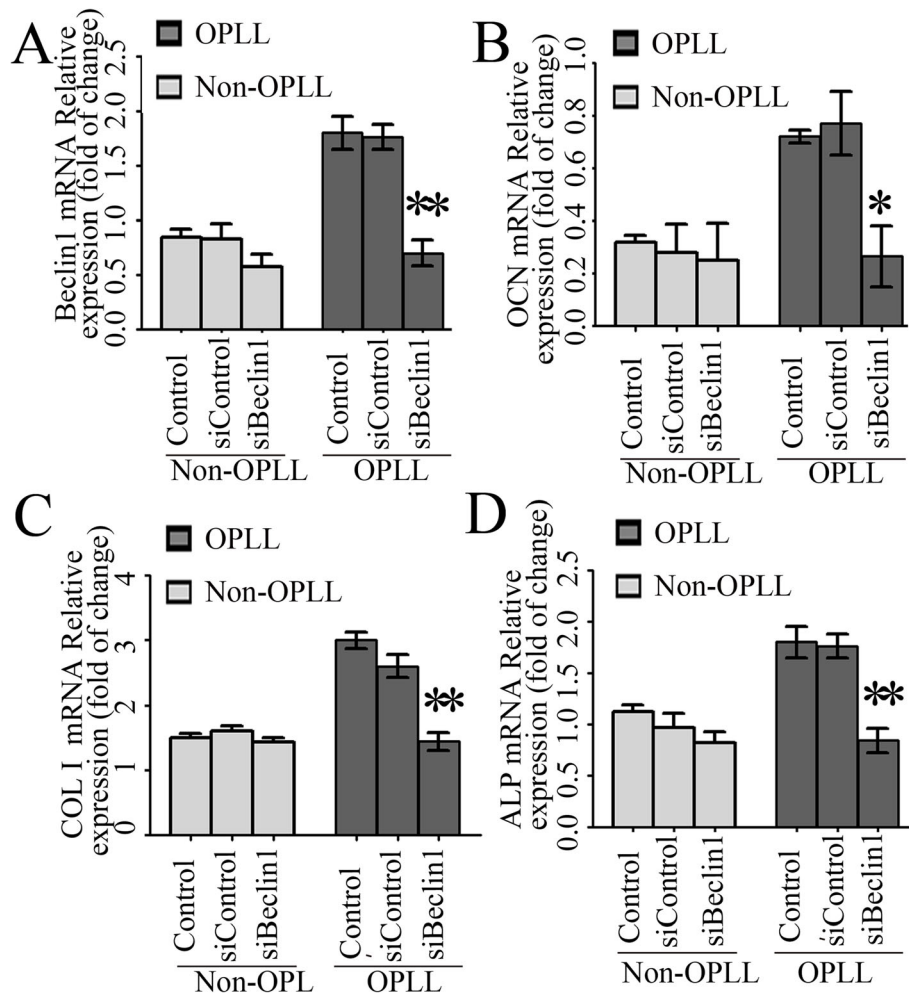 A
OPLL
Non-OPLL
Beclin1 mRNA Relative
expression (fold of change)
2.5
2.0
1.5
1.0
0.5
0.0
**
Control
siControl
siBeclin1
Control
siControl
siBeclin1
Non-OPLL
OPLL
B
OPLL
Non-OPLL
OCN mRNA Relative
expression (fold of change)
1.0
0.8
0.6
0.4
0.2
0.0
*
Control
siControl
siBeclin1
Control
siControl
siBeclin1
Non-OPLL
OPLL
C
OPLL
Non-OPLL
COL I mRNA Relative
expression (fold of change)
4
3
2
1
0
**
Control
siControl
siBeclin1
Control
siControl
siBeclin1
Non-OPL
OPLL
D
OPLL
Non-OPLL
ALP mRNA Relative
expression (fold of change)
2.5
2.0
1.5
1.0
0.5
0.0
**
Control
siControl
siBeclin1
Control
siControl
siBeclin1
Non-OPLL
OPLL